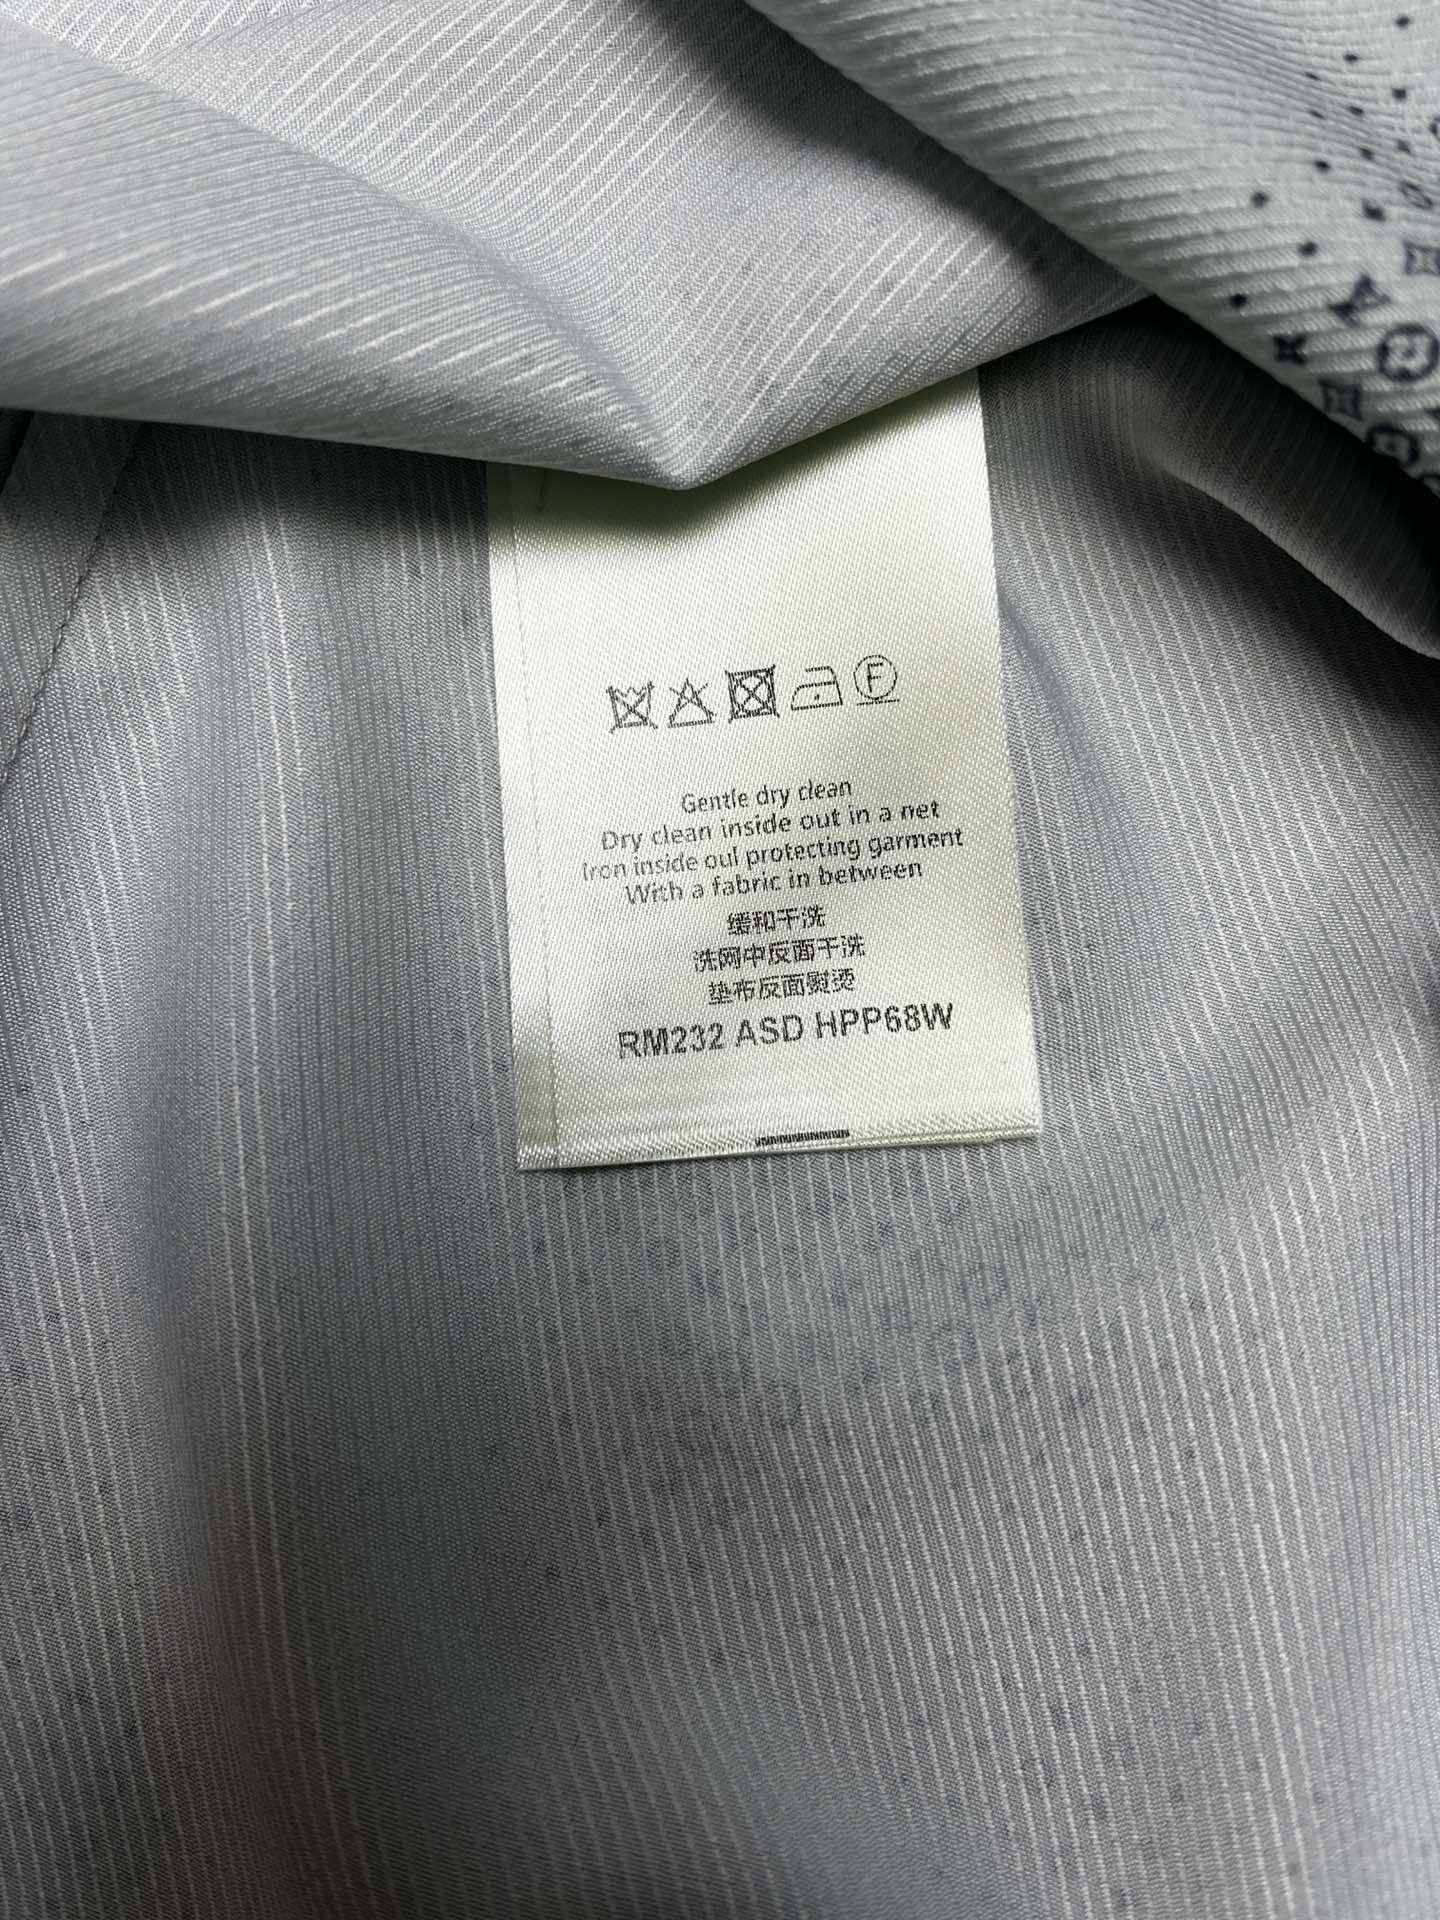 F
Gentle dry clean
Dry clean inside out in a net
Iron inside oul protecting garment
With a fabric in between
缓和干洗
洗网中反面干洗
垫布反面熨烫
RM232 ASD HPP68W